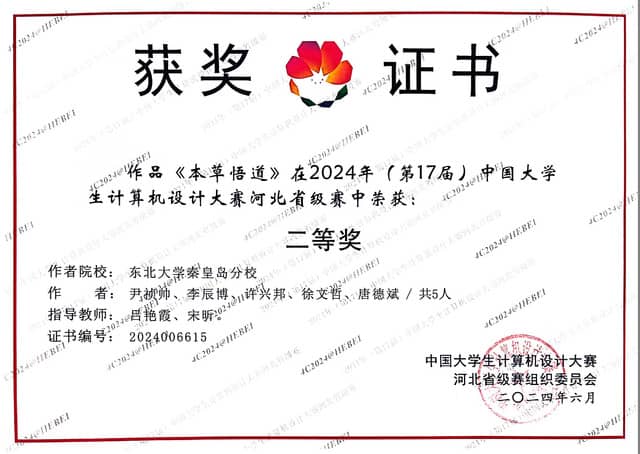 获奖 证书
作品《本草悟道》在2024年（第17届）中国大学
生计算机设计大赛河北省级赛中荣获：
二等奖
作者院校：东北大学秦皇岛分校
作 者：尹祯帅、李辰博、许兴邦、徐文哲、唐德斌 / 共5人
指导教师：吕艳霞、宋昕。
证书编号：2024006615
中国大学生计算机设计大赛
河北省级赛组织委员会
二〇二四年六月
4C2024@HEBEI